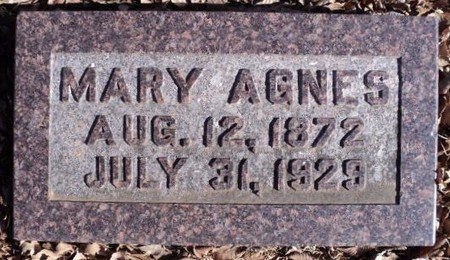 MARY AGNES
AUG. 12, 1872
JULY 31, 1929